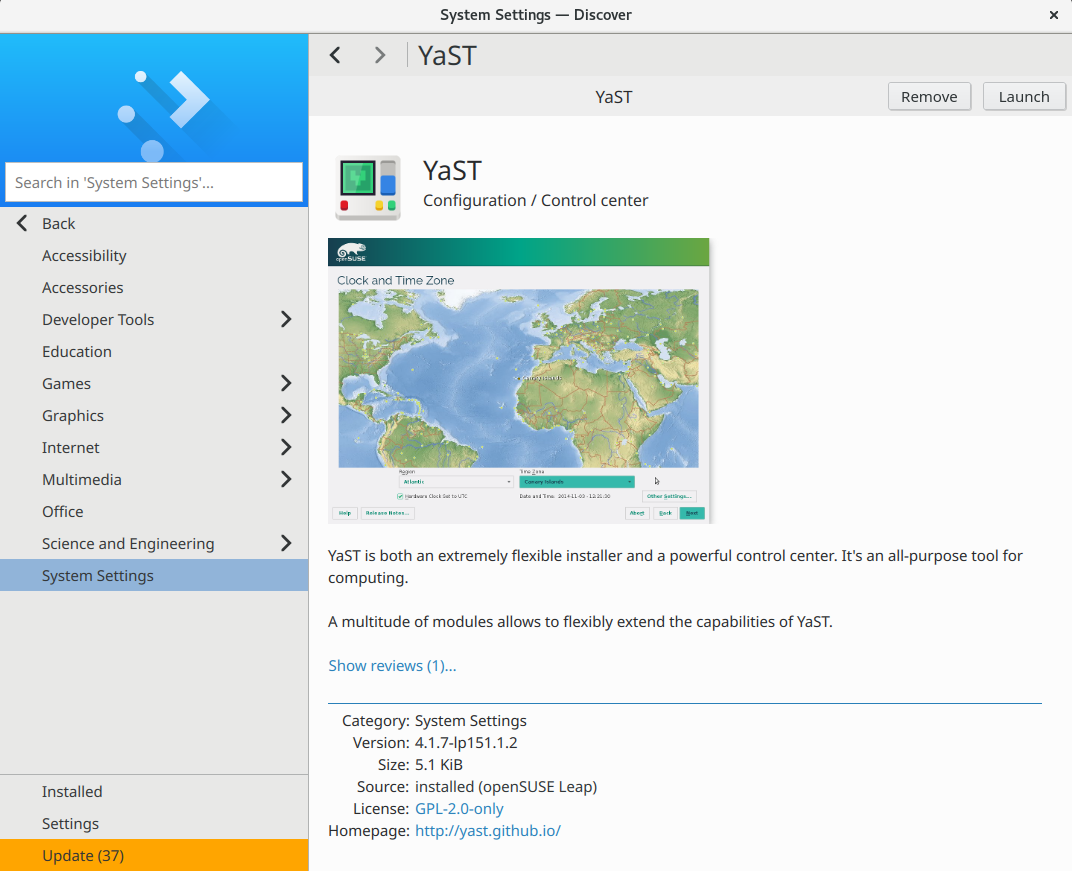 System Settings — Discover
YaST
YaST
Remove
Launch
Search in 'System Settings'...
Back
Accessibility
Accessories
Developer Tools
Education
Games
Graphics
Internet
Multimedia
Office
Science and Engineering
System Settings
Installed
Settings
Update (37)
YaST
Configuration / Control center
openSUSE
Clock and Time Zone
Region
Time Zone
Atlantic
Canary Islands
Hardware Clock Set to UTC
Date and Time: 2014-11-03 - 12:21:30
Other Settings...
Help
Release Notes...
Abort
Back
Next
YaST is both an extremely flexible installer and a powerful control center. It's an all-purpose tool for
computing.
A multitude of modules allows to flexibly extend the capabilities of YaST.
Show reviews (1)...
Category: System Settings
Version: 4.1.7-lp151.1.2
Size: 5.1 KiB
Source: installed (openSUSE Leap)
License: GPL-2.0-only
Homepage: http://yast.github.io/